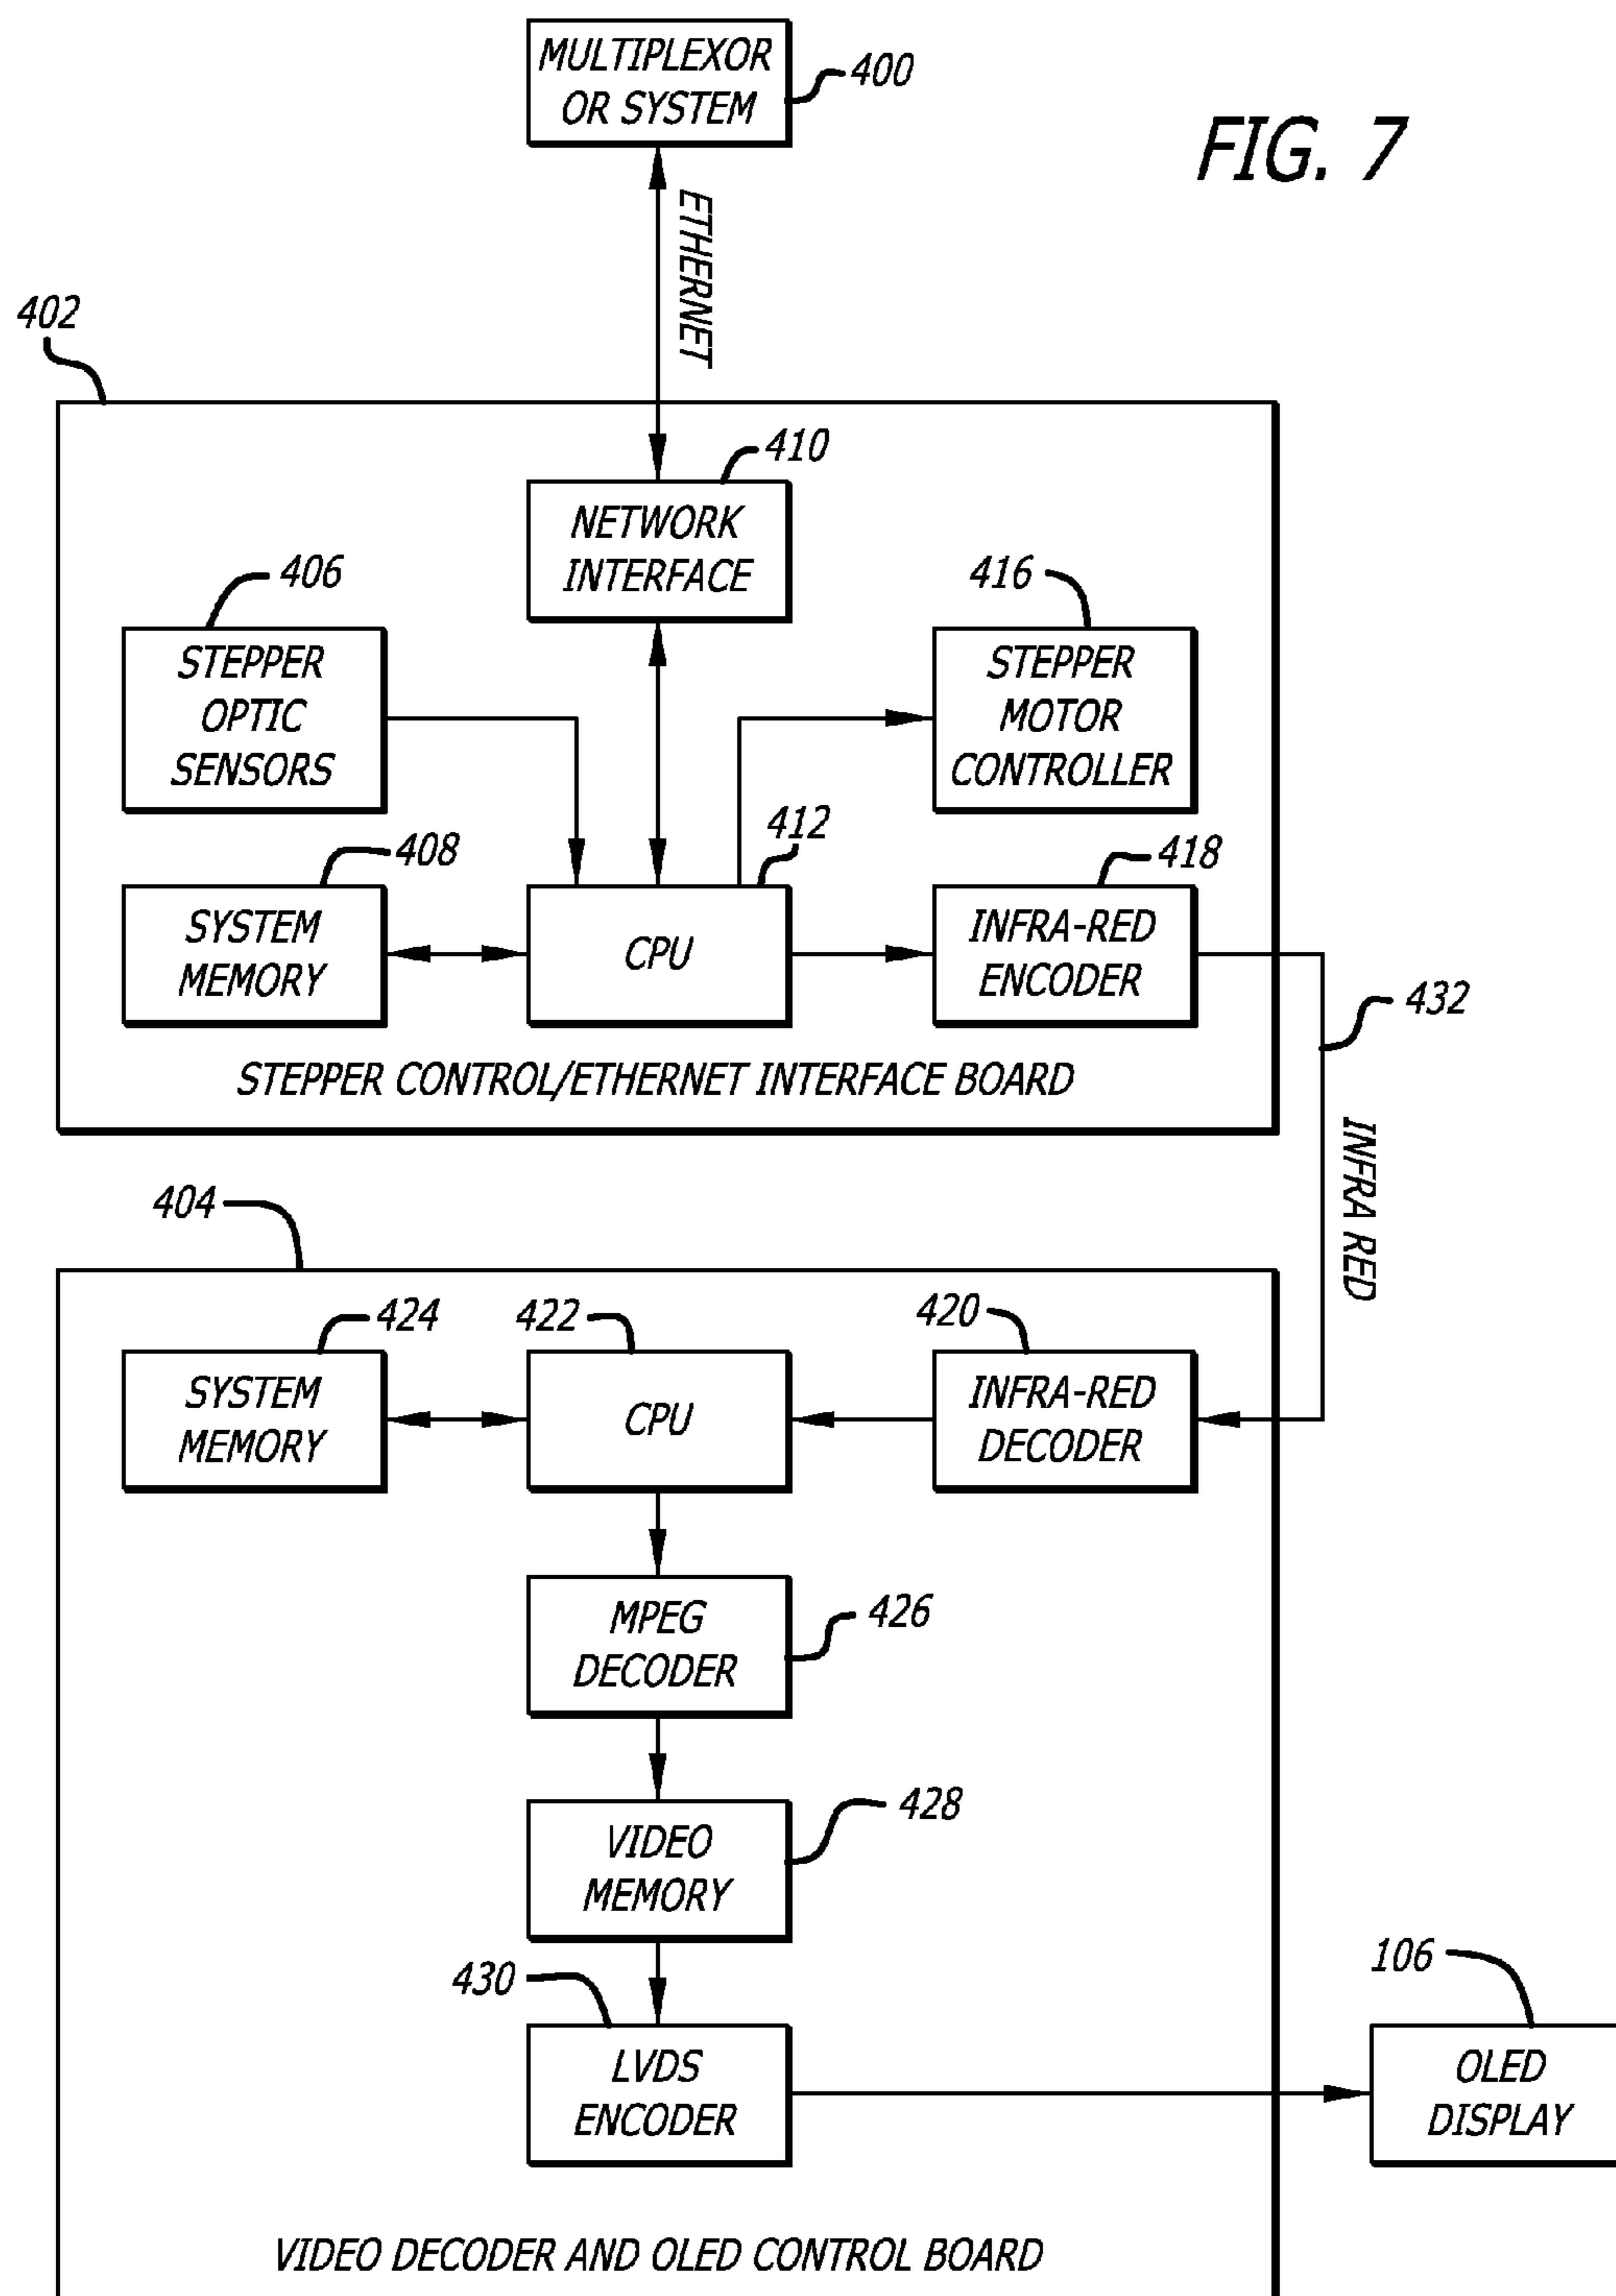 MULTIPLEXOR
OR SYSTEM
400
FIG. 7
ETHERNET
402
410
NETWORK
INTERFACE
406
STEPPER
OPTIC
SENSORS
416
STEPPER
MOTOR
CONTROLLER
408
SYSTEM
MEMORY
412
CPU
418
INFRA-RED
ENCODER
432
STEPPER CONTROL/ETHERNET INTERFACE BOARD
INFRA RED
404
424
SYSTEM
MEMORY
422
CPU
420
INFRA-RED
DECODER
426
MPEG
DECODER
428
VIDEO
MEMORY
430
LVDS
ENCODER
106
OLED
DISPLAY
VIDEO DECODER AND OLED CONTROL BOARD